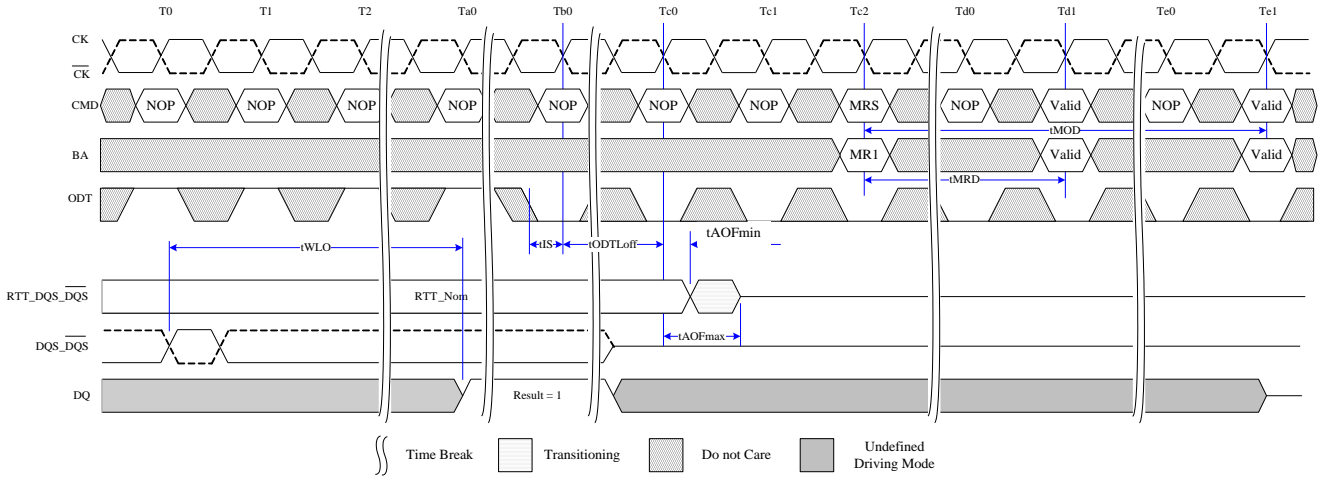 T0 T1 T2 Ta0 Tb0 Tc0 Tc1 Tc2 Td0 Td1 Te0 Te1
CK
CK
CMD NOP NOP NOP NOP NOP NOP NOP MRS NOP Valid NOP Valid
tMOD
BA MR1 Valid Valid
tMRD
ODT
tAOFmin
tWLO tIS tODTLoff
RTT_DQS_DQS RTT_Nom
tAOFmax
DQS_DQS
DQ Result = 1
Time Break Transitioning Do not Care Undefined
Driving Mode